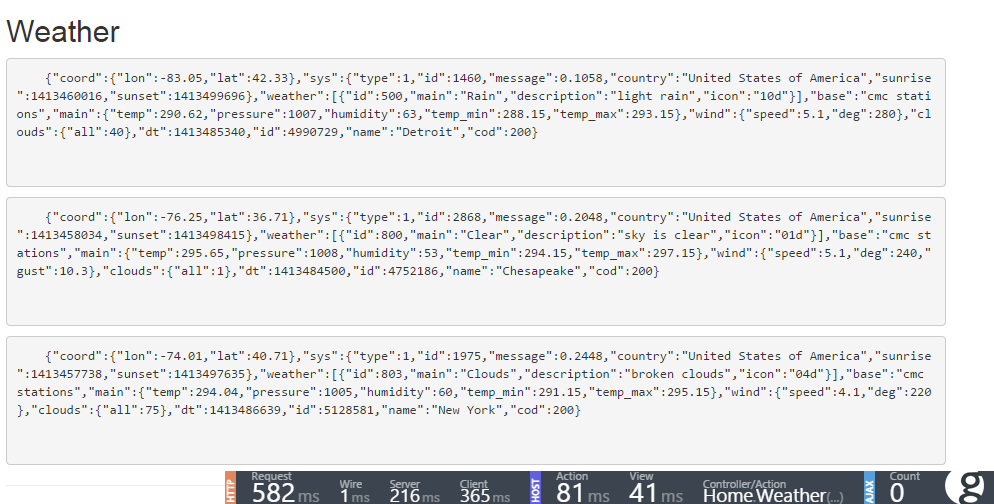 Weather
{"coord":{"lon":-83.05,"lat":42.33},"sys":{"type":1,"id":1460,"message":0.1058,"country":"United States of America","sunrise
":1413460016,"sunset":1413499696},"weather":[{"id":500,"main":"Rain","description":"light rain","icon":"10d"}],"base":"cmc stati
ons","main":{"temp":290.62,"pressure":1007,"humidity":63,"temp_min":288.15,"temp_max":293.15},"wind":{"speed":5.1,"deg":280},"cl
ouds":{"all":40},"dt":1413485340,"id":4990729,"name":"Detroit","cod":200}
{"coord":{"lon":-76.25,"lat":36.71},"sys":{"type":1,"id":2868,"message":0.2048,"country":"United States of America","sunrise
":1413458034,"sunset":1413498415},"weather":[{"id":800,"main":"Clear","description":"sky is clear","icon":"01d"}],"base":"cmc st
ations","main":{"temp":295.65,"pressure":1008,"humidity":53,"temp_min":294.15,"temp_max":297.15},"wind":{"speed":5.1,"deg":240,"
gust":10.3},"clouds":{"all":1},"dt":1413484500,"id":4752186,"name":"Chesapeake","cod":200}
{"coord":{"lon":-74.01,"lat":40.71},"sys":{"type":1,"id":1975,"message":0.2448,"country":"United States of America","sunrise
":1413457738,"sunset":1413497635},"weather":[{"id":803,"main":"Clouds","description":"broken clouds","icon":"04d"}],"base":"cmc
stations","main":{"temp":294.04,"pressure":1005,"humidity":60,"temp_min":291.15,"temp_max":295.15},"wind":{"speed":4.1,"deg":220
},"clouds":{"all":75},"dt":1413486639,"id":5128581,"name":"New York","cod":200}
HTTP Request Wire Server Client HOST Action View Controller/Action AJAX Count
582 ms 1 ms 216 ms 365 ms 81 ms 41 ms Home.Weather(...) 0 g